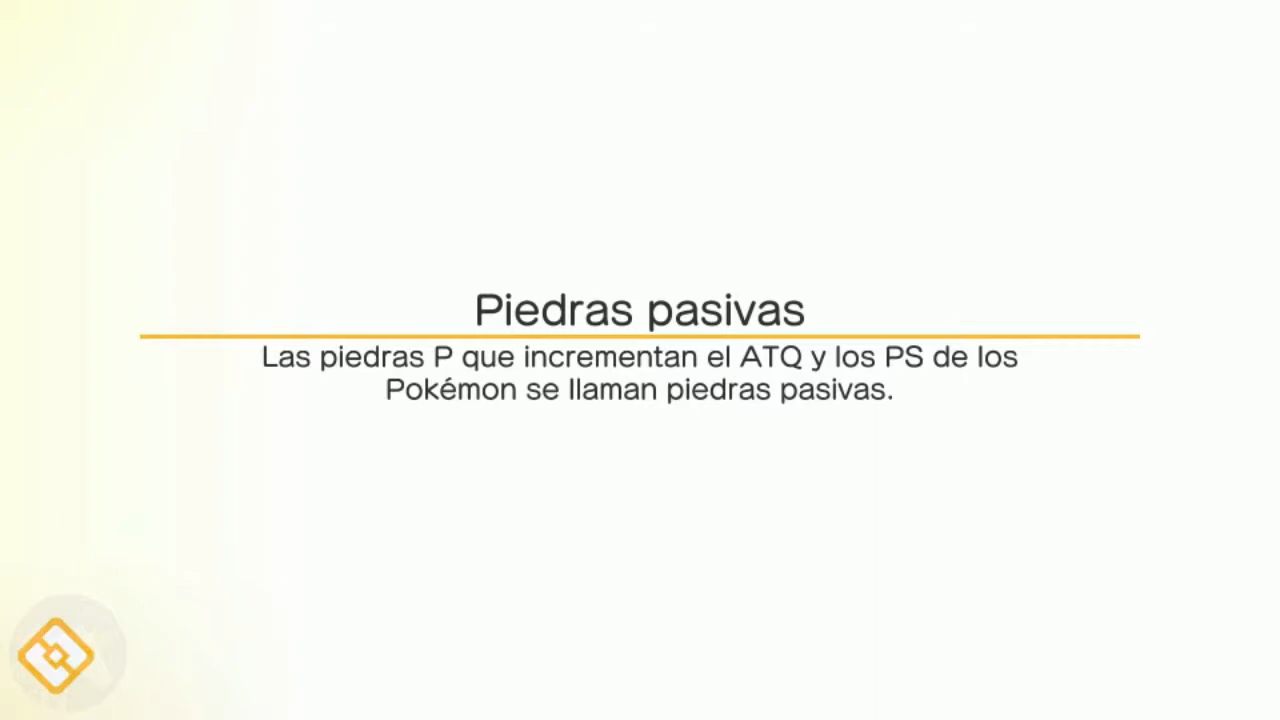 Piedras pasivas
Las piedras P que incrementan el ATQ y los PS de los
Pokémon se llaman piedras pasivas.